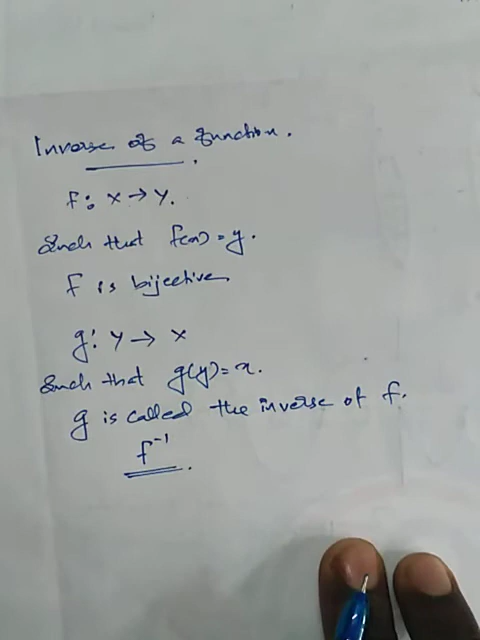 Inverse of a function.
f: X → Y.
Such that f(x) = y.
f is bijective
g: Y → X
Such that g(y) = x.
g is called the inverse of f.
f⁻¹.